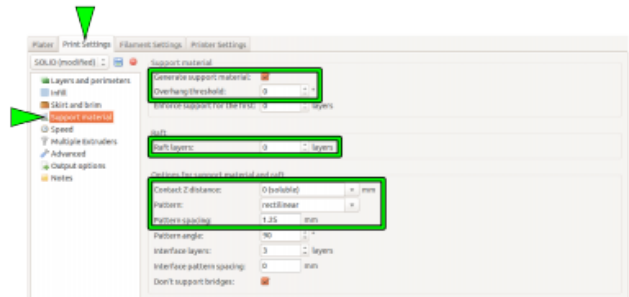 Plater Print Settings Filament Settings Printer Settings
SOLID (modified)
Support material
Layers and perimeters
Generate support material:
Infill
Overhang threshold: 0 °
Skirt and brim
Enforce support for the first: 0 layers
Support material
Speed
Raft
Multiple Extruders
Raft layers: 0 layers
Advanced
Output options
Notes
Options for support material and raft
Contact Z distance: 0 (soluble) mm
Pattern: rectilinear
Pattern spacing: 1.25 mm
Pattern angle: 90 °
Interface layers: 3 layers
Interface pattern spacing: 0 mm
Don't support bridges: